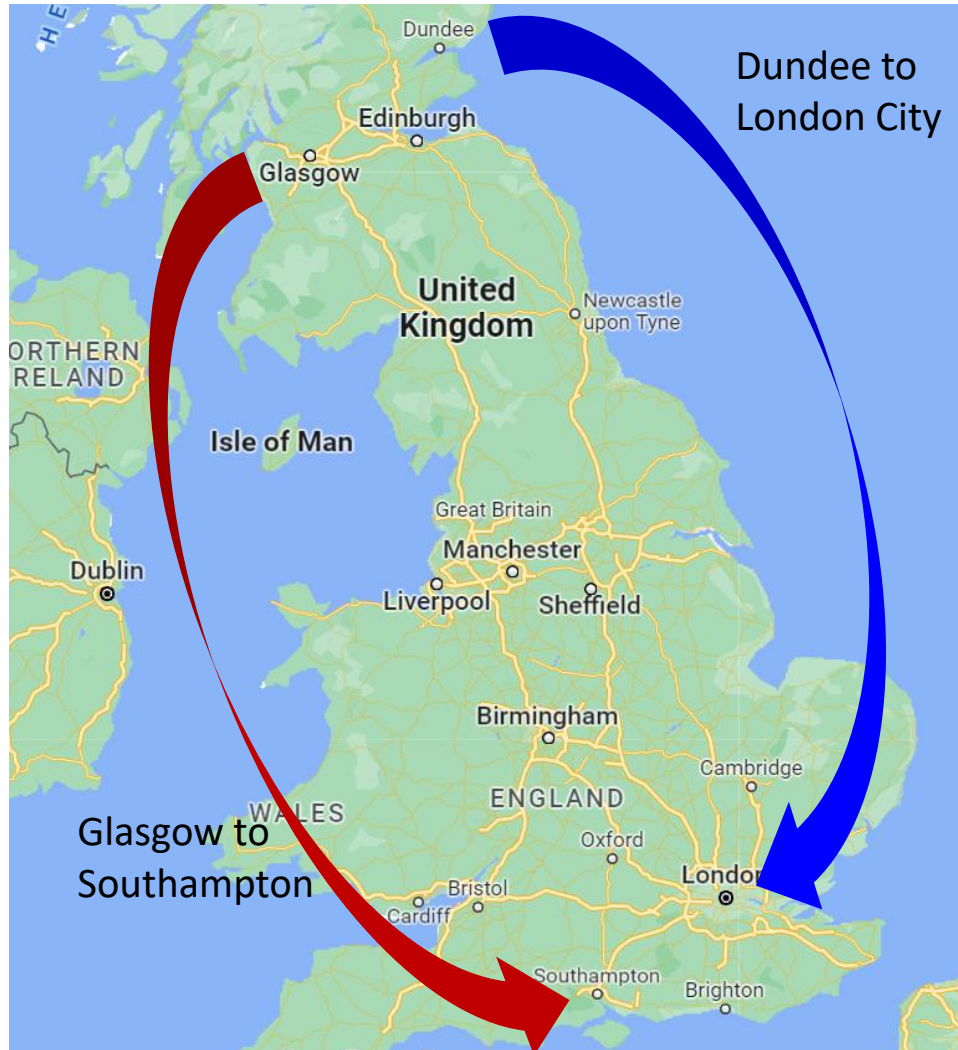 HE
Dundee
Dundee to
London City
Edinburgh
Glasgow
United
Kingdom
Newcastle
upon Tyne
ORTHERN
RELAND
Isle of Man
Great Britain
Manchester
Dublin
Liverpool
Sheffield
Birmingham
Cambridge
ENGLAND
WALES
Glasgow to
Southampton
Oxford
London
Bristol
Cardiff
Southampton
Brighton